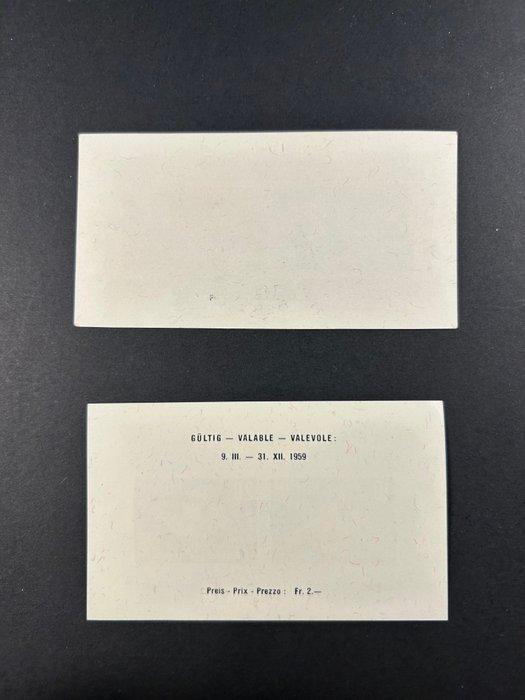 GÜLTIG — VALABLE — VALEVOLE:
9. III. — 31. XII. 1959
Preis - Prix - Prezzo: Fr. 2.—